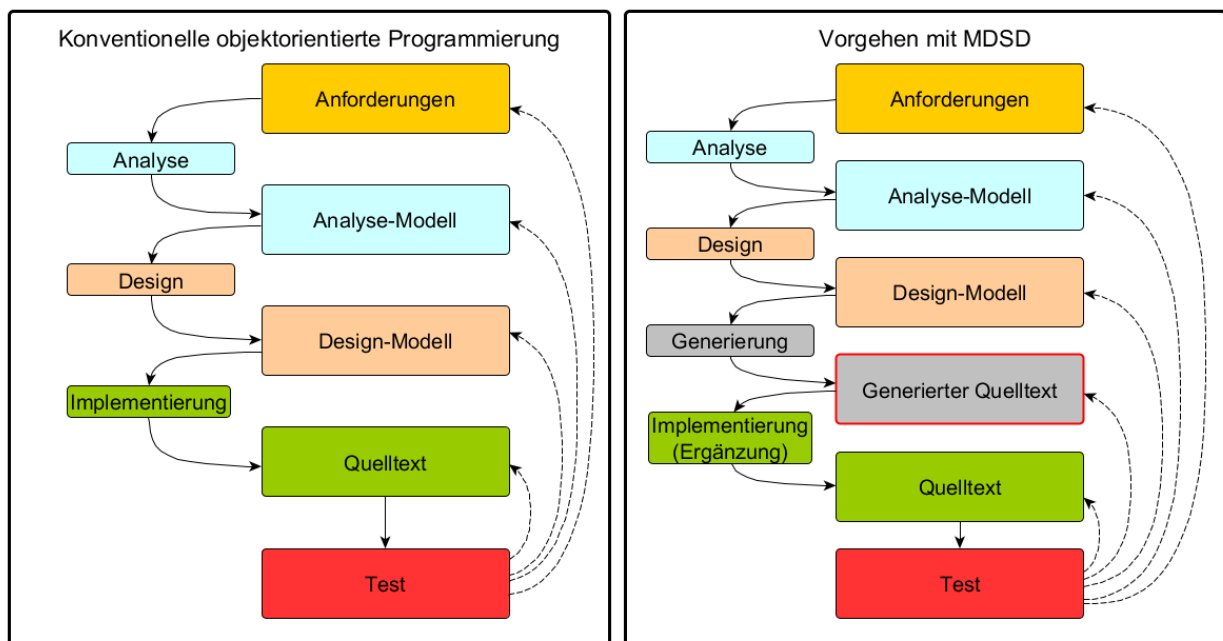 Konventionelle objektorientierte Programmierung
Anforderungen
Analyse
Analyse-Modell
Design
Design-Modell
Implementierung
Quelltext
Test
Vorgehen mit MDSD
Anforderungen
Analyse
Analyse-Modell
Design
Design-Modell
Generierung
Generierter Quelltext
Implementierung
(Ergänzung)
Quelltext
Test